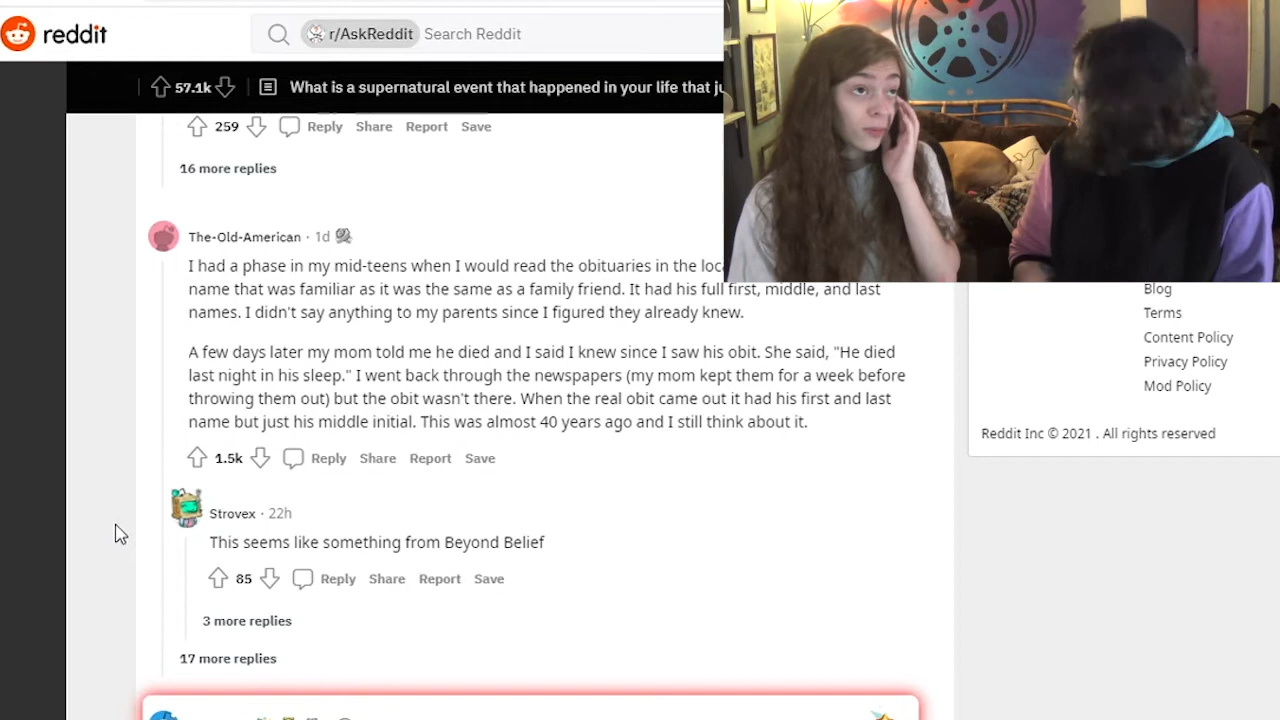 reddit
r/AskReddit Search Reddit
57.1k What is a supernatural event that happened in your life that
259 Reply Share Report Save
16 more replies
The-Old-American · 1d
I had a phase in my mid-teens when I would read the obituaries in the
name that was familiar as it was the same as a family friend. It had his full first, middle, and last
names. I didn't say anything to my parents since I figured they already knew.
A few days later my mom told me he died and I said I knew since I saw his obit. She said, "He died
last night in his sleep." I went back through the newspapers (my mom kept them for a week before
throwing them out) but the obit wasn't there. When the real obit came out it had his first and last
name but just his middle initial. This was almost 40 years ago and I still think about it.
1.5k Reply Share Report Save
Strovex · 22h
This seems like something from Beyond Belief
85 Reply Share Report Save
3 more replies
17 more replies
Blog
Terms
Content Policy
Privacy Policy
Mod Policy
Reddit Inc © 2021 . All rights reserved